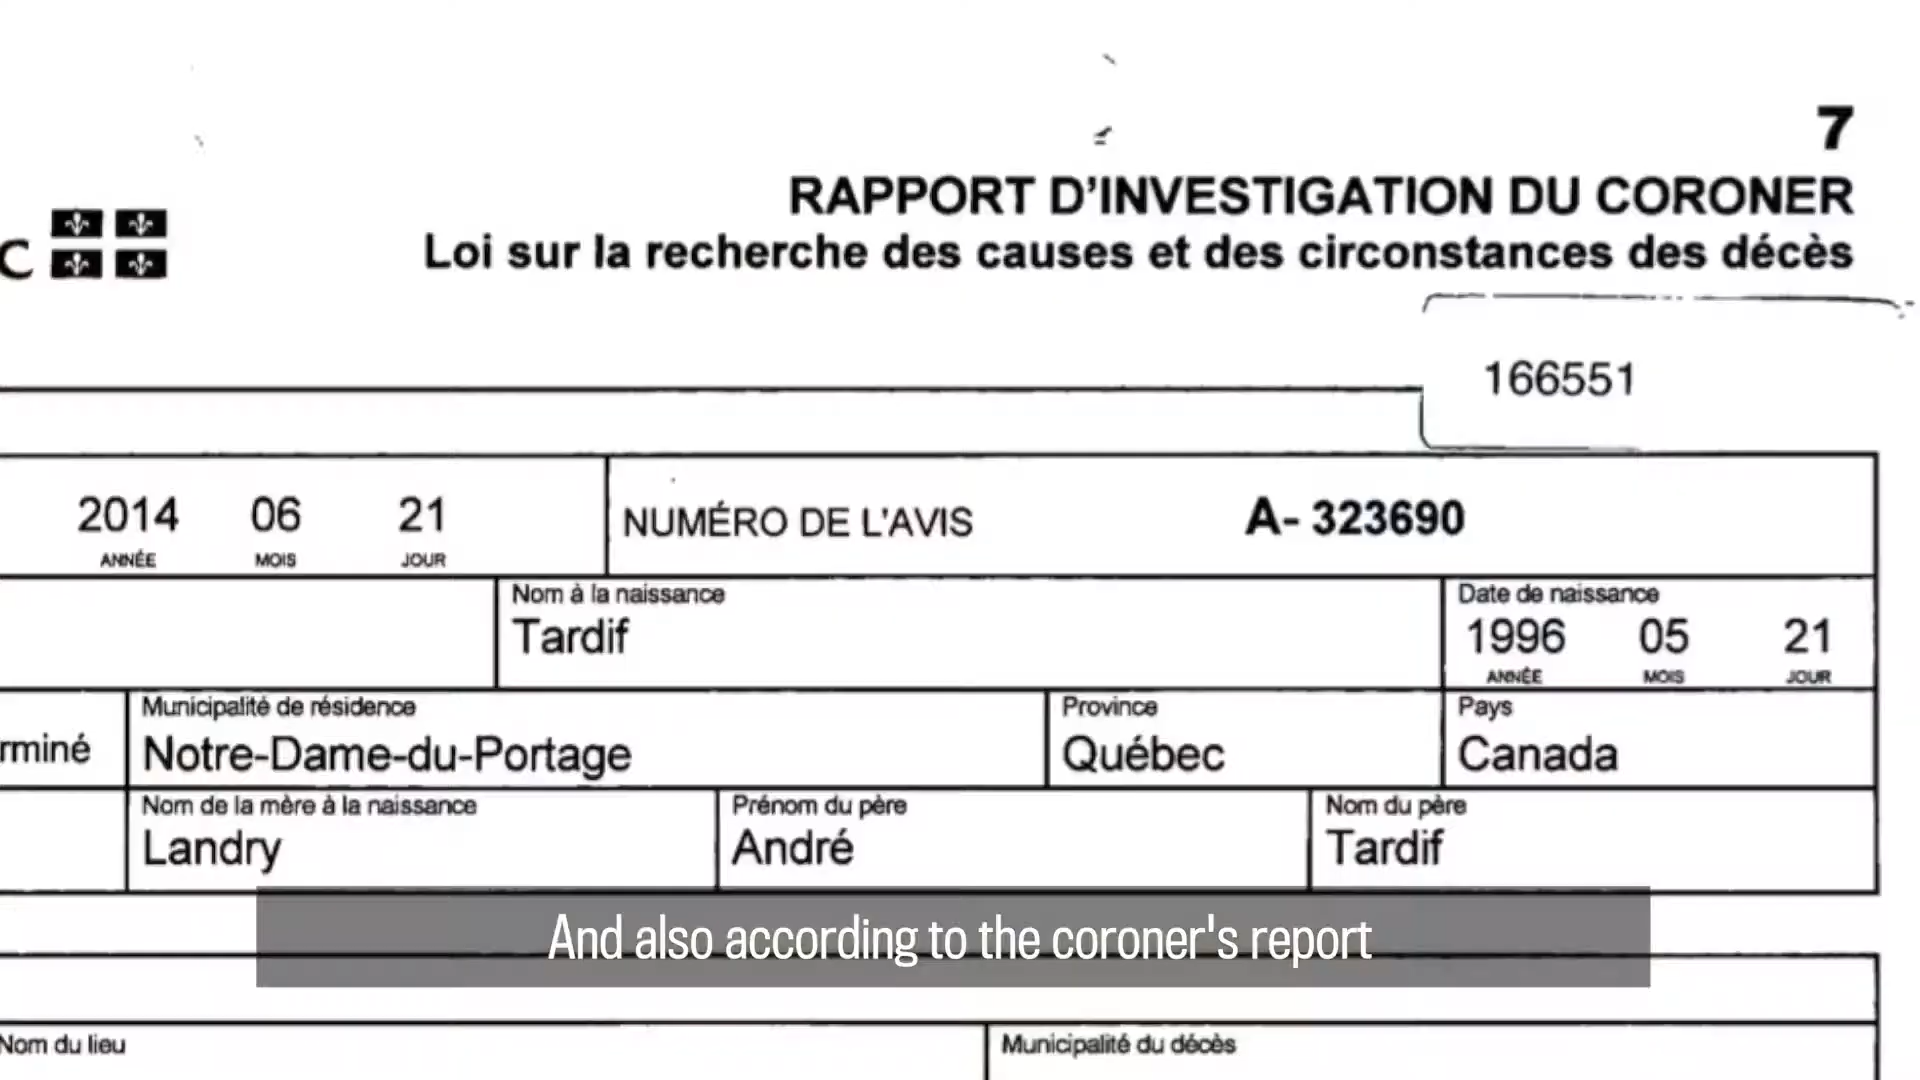 7
RAPPORT D'INVESTIGATION DU CORONER
C
Loi sur la recherche des causes et des circonstances des décès
166551
2014 06 21 NUMÉRO DE L'AVIS A- 323690
ANNÉE MOIS JOUR
Nom à la naissance Date de naissance
Tardif 1996 05 21
ANNÉE MOIS JOUR
Municipalité de résidence Province Pays
rminé Notre-Dame-du-Portage Québec Canada
Nom de la mère à la naissance Prénom du père Nom du père
Landry André Tardif
And also according to the coroner's report
Nom du lieu Municipalité du décès